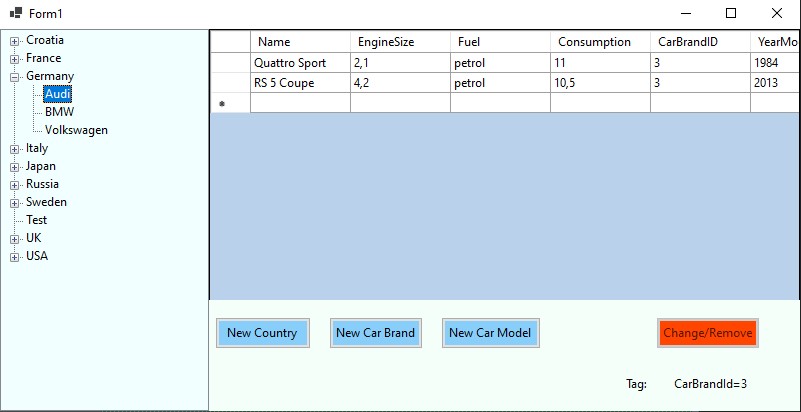 Form1
Croatia
France
Germany
Audi
BMW
Volkswagen
Italy
Japan
Russia
Sweden
Test
UK
USA
Name EngineSize Fuel Consumption CarBrandID YearMo
Quattro Sport 2,1 petrol 11 3 1984
RS 5 Coupe 4,2 petrol 10,5 3 2013
New Country New Car Brand New Car Model Change/Remove
Tag: CarBrandId=3